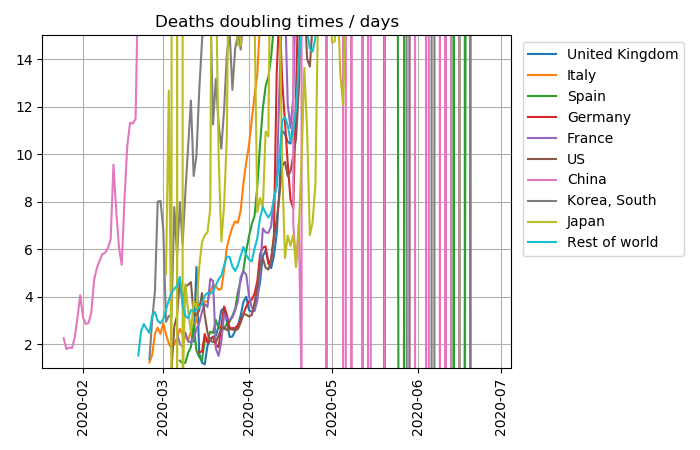 Deaths doubling times / days
14
12
10
8
6
4
2
2020-02
2020-03
2020-04
2020-05
2020-06
2020-07
United Kingdom
Italy
Spain
Germany
France
US
China
Korea, South
Japan
Rest of world